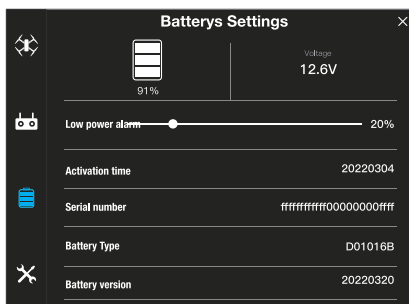 Batterys Settings
Voltage
12.6V
91%
Low power alarm 20%
Activation time 20220304
Serial number ffffffffffff00000000ffff
Battery Type D01016B
Battery version 20220320